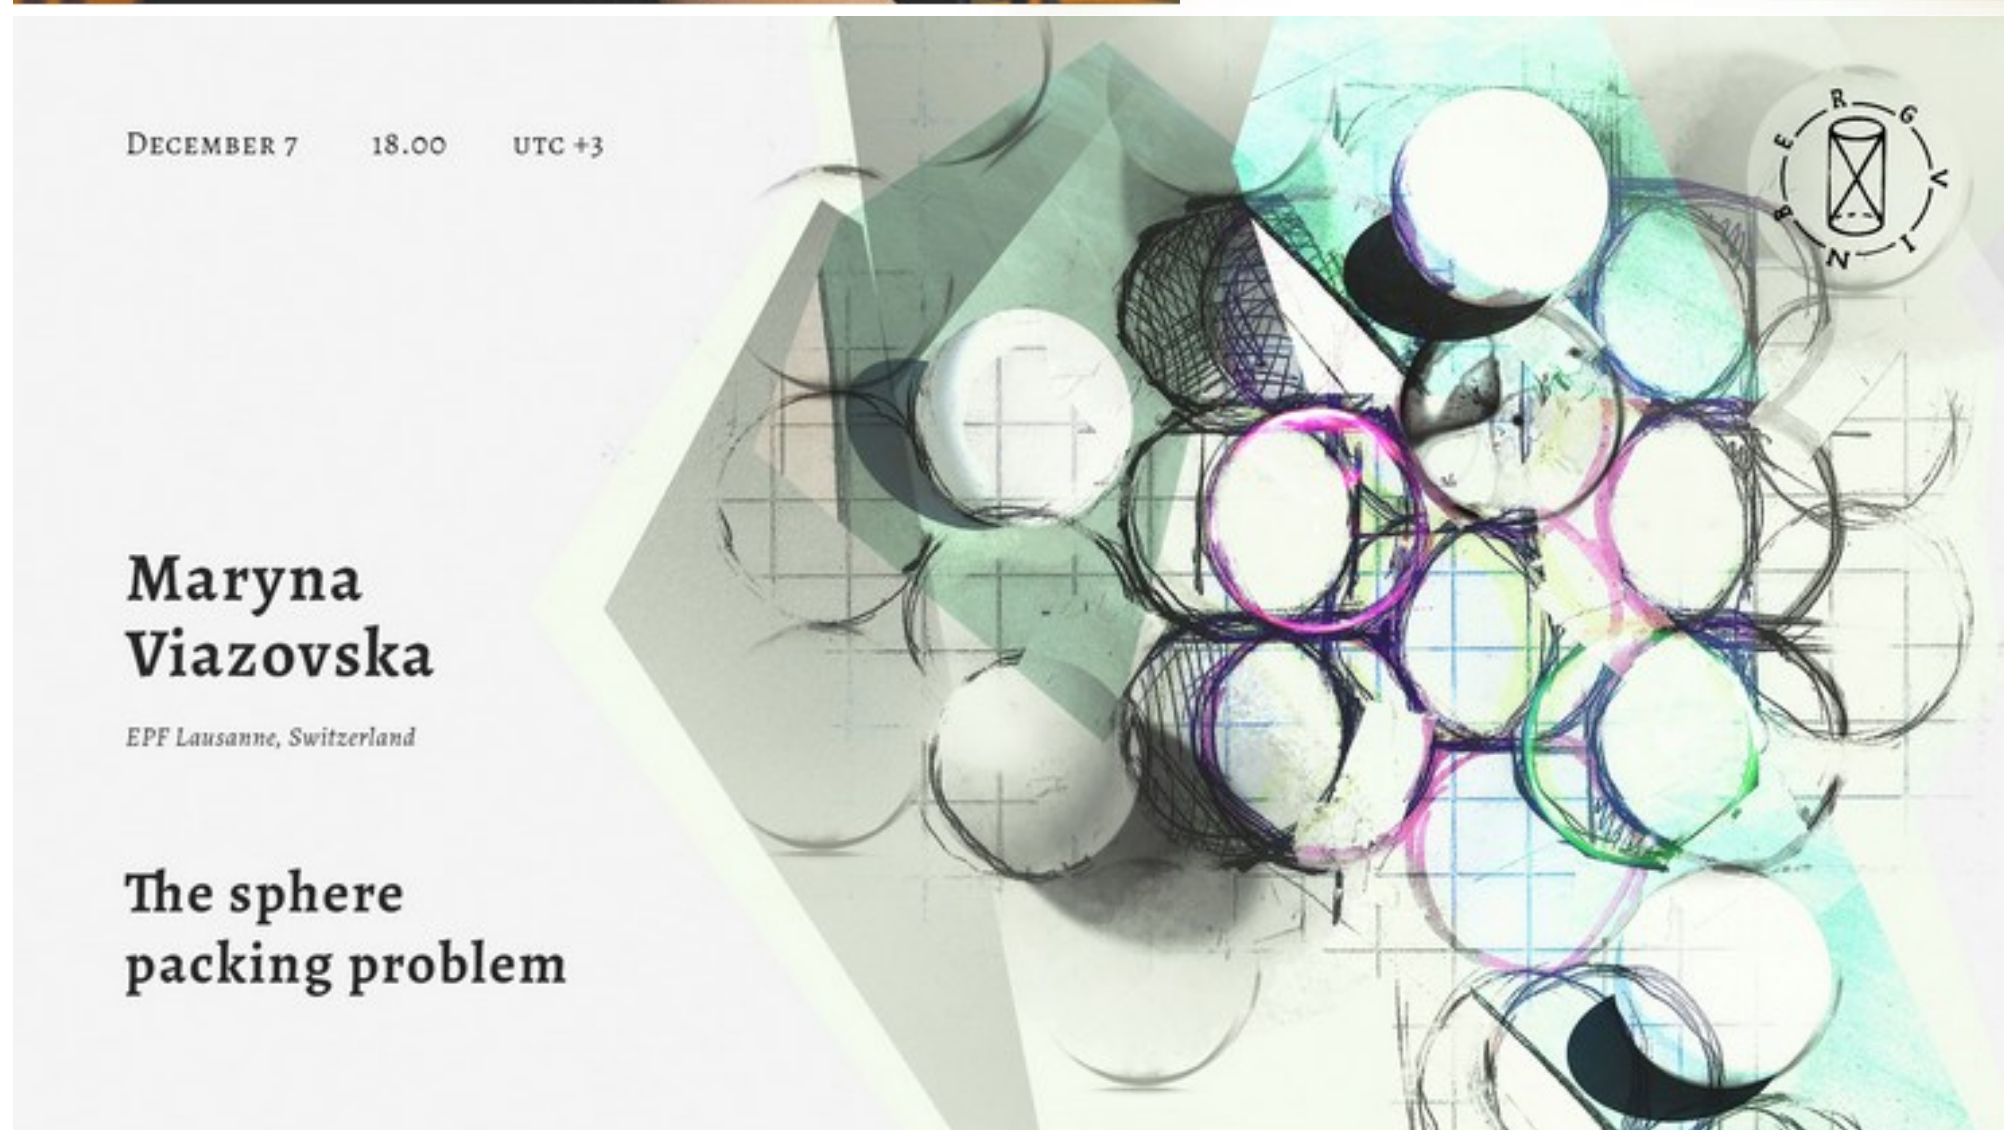 December 7 18.00 UTC +3
Maryna
Viazovska
EPF Lausanne, Switzerland
The sphere
packing problem
BERGVIN